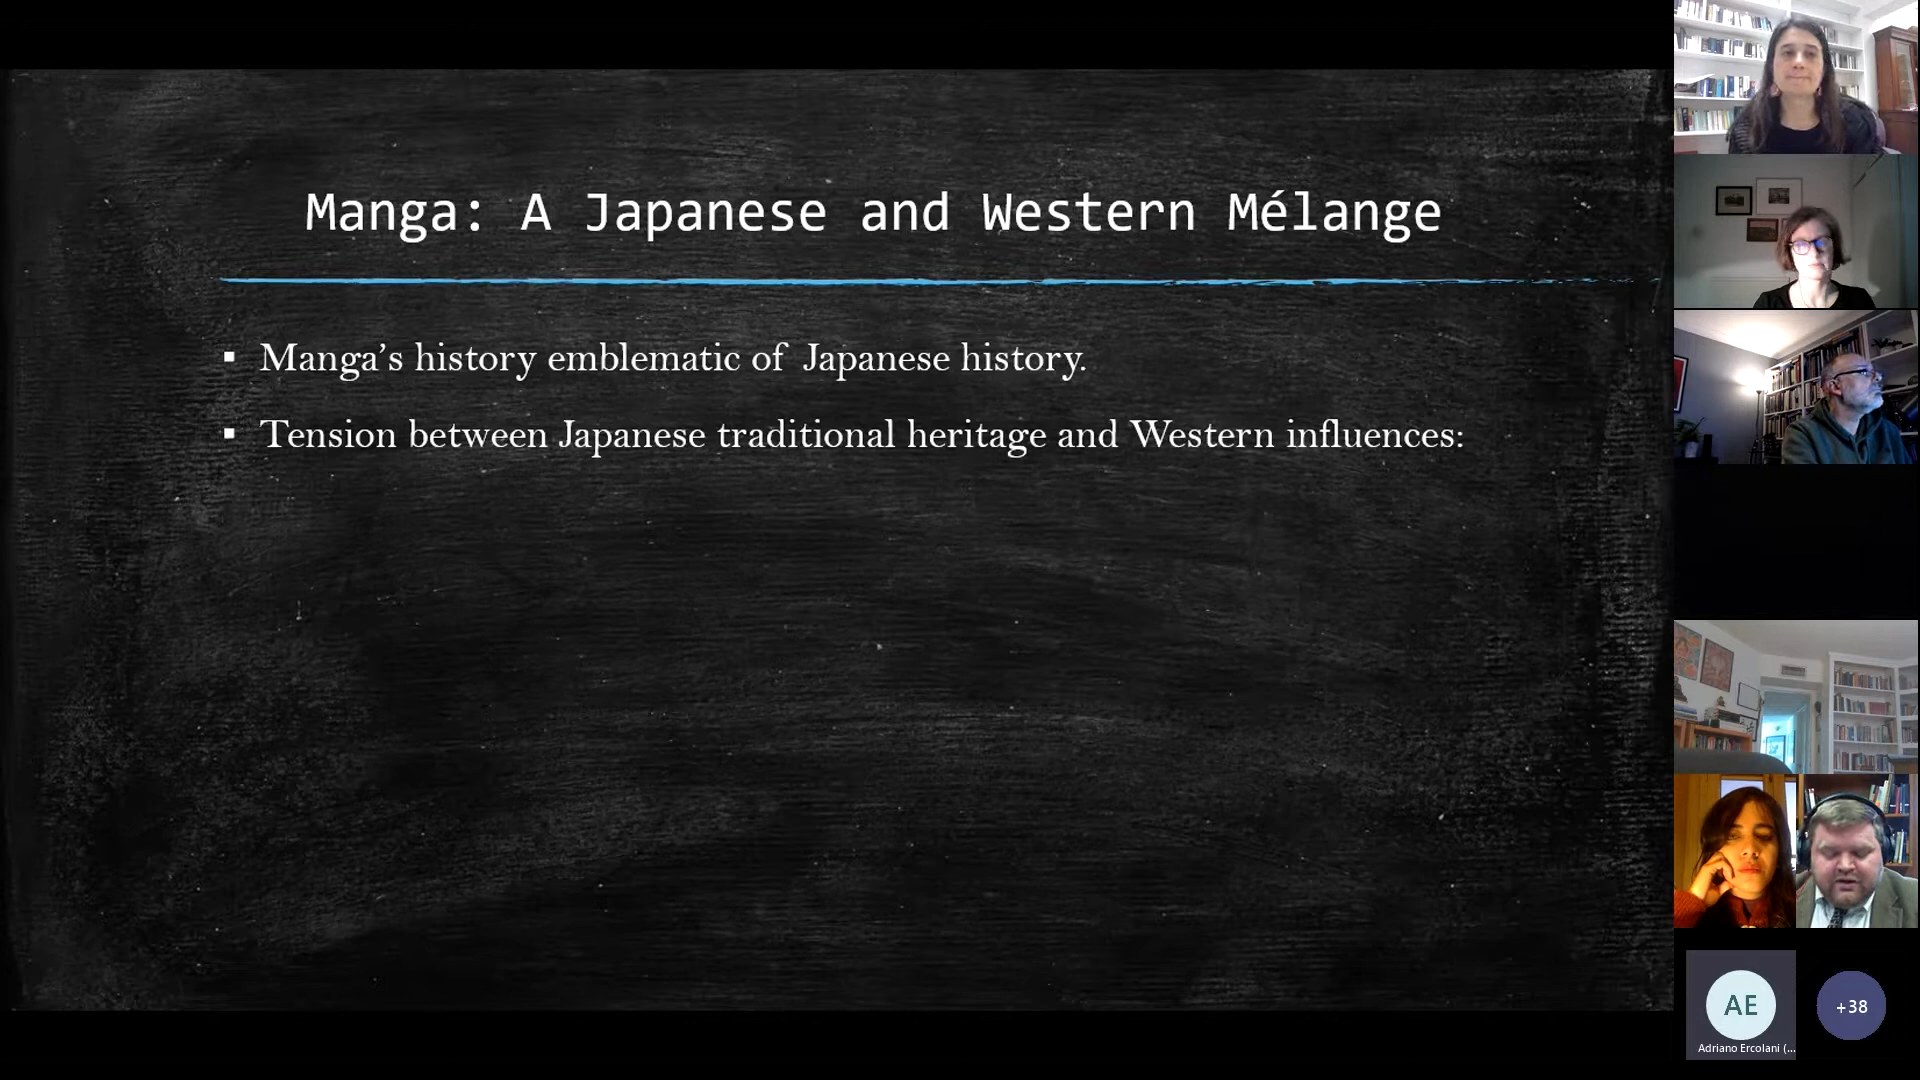 Manga: A Japanese and Western Mélange
▪ Manga’s history emblematic of Japanese history.
▪ Tension between Japanese traditional heritage and Western influences:
AE
+38
Adriano Ercolani (...